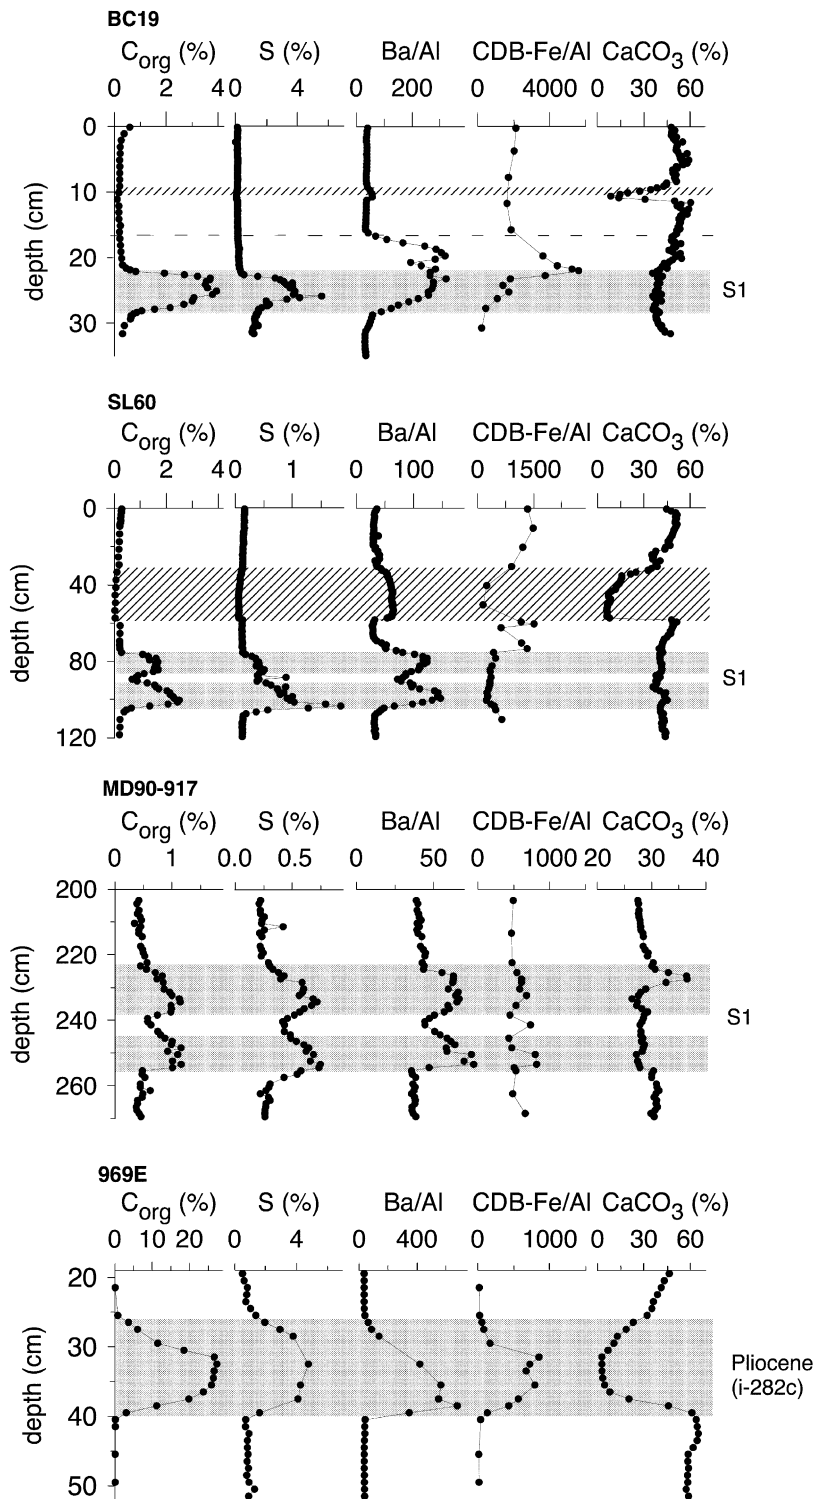 BC19
C_org (%) S (%) Ba/Al CDB-Fe/Al CaCO₃ (%)
0 2 4 0 4 200 0 4000 0 30 60
0
10
20
30
depth (cm)
S1
SL60
C_org (%) S (%) Ba/Al CDB-Fe/Al CaCO₃ (%)
0 2 4 0 1 0 100 0 1500 0 30 60
0
40
80
120
depth (cm)
S1
MD90-917
C_org (%) S (%) Ba/Al CDB-Fe/Al CaCO₃ (%)
0 1 0.0 0.5 0 50 0 1000 20 30 40
200
220
240
260
depth (cm)
S1
969E
C_org (%) S (%) Ba/Al CDB-Fe/Al CaCO₃ (%)
0 10 20 0 4 0 400 0 1000 0 30 60
20
30
40
50
depth (cm)
Pliocene
(i-282c)